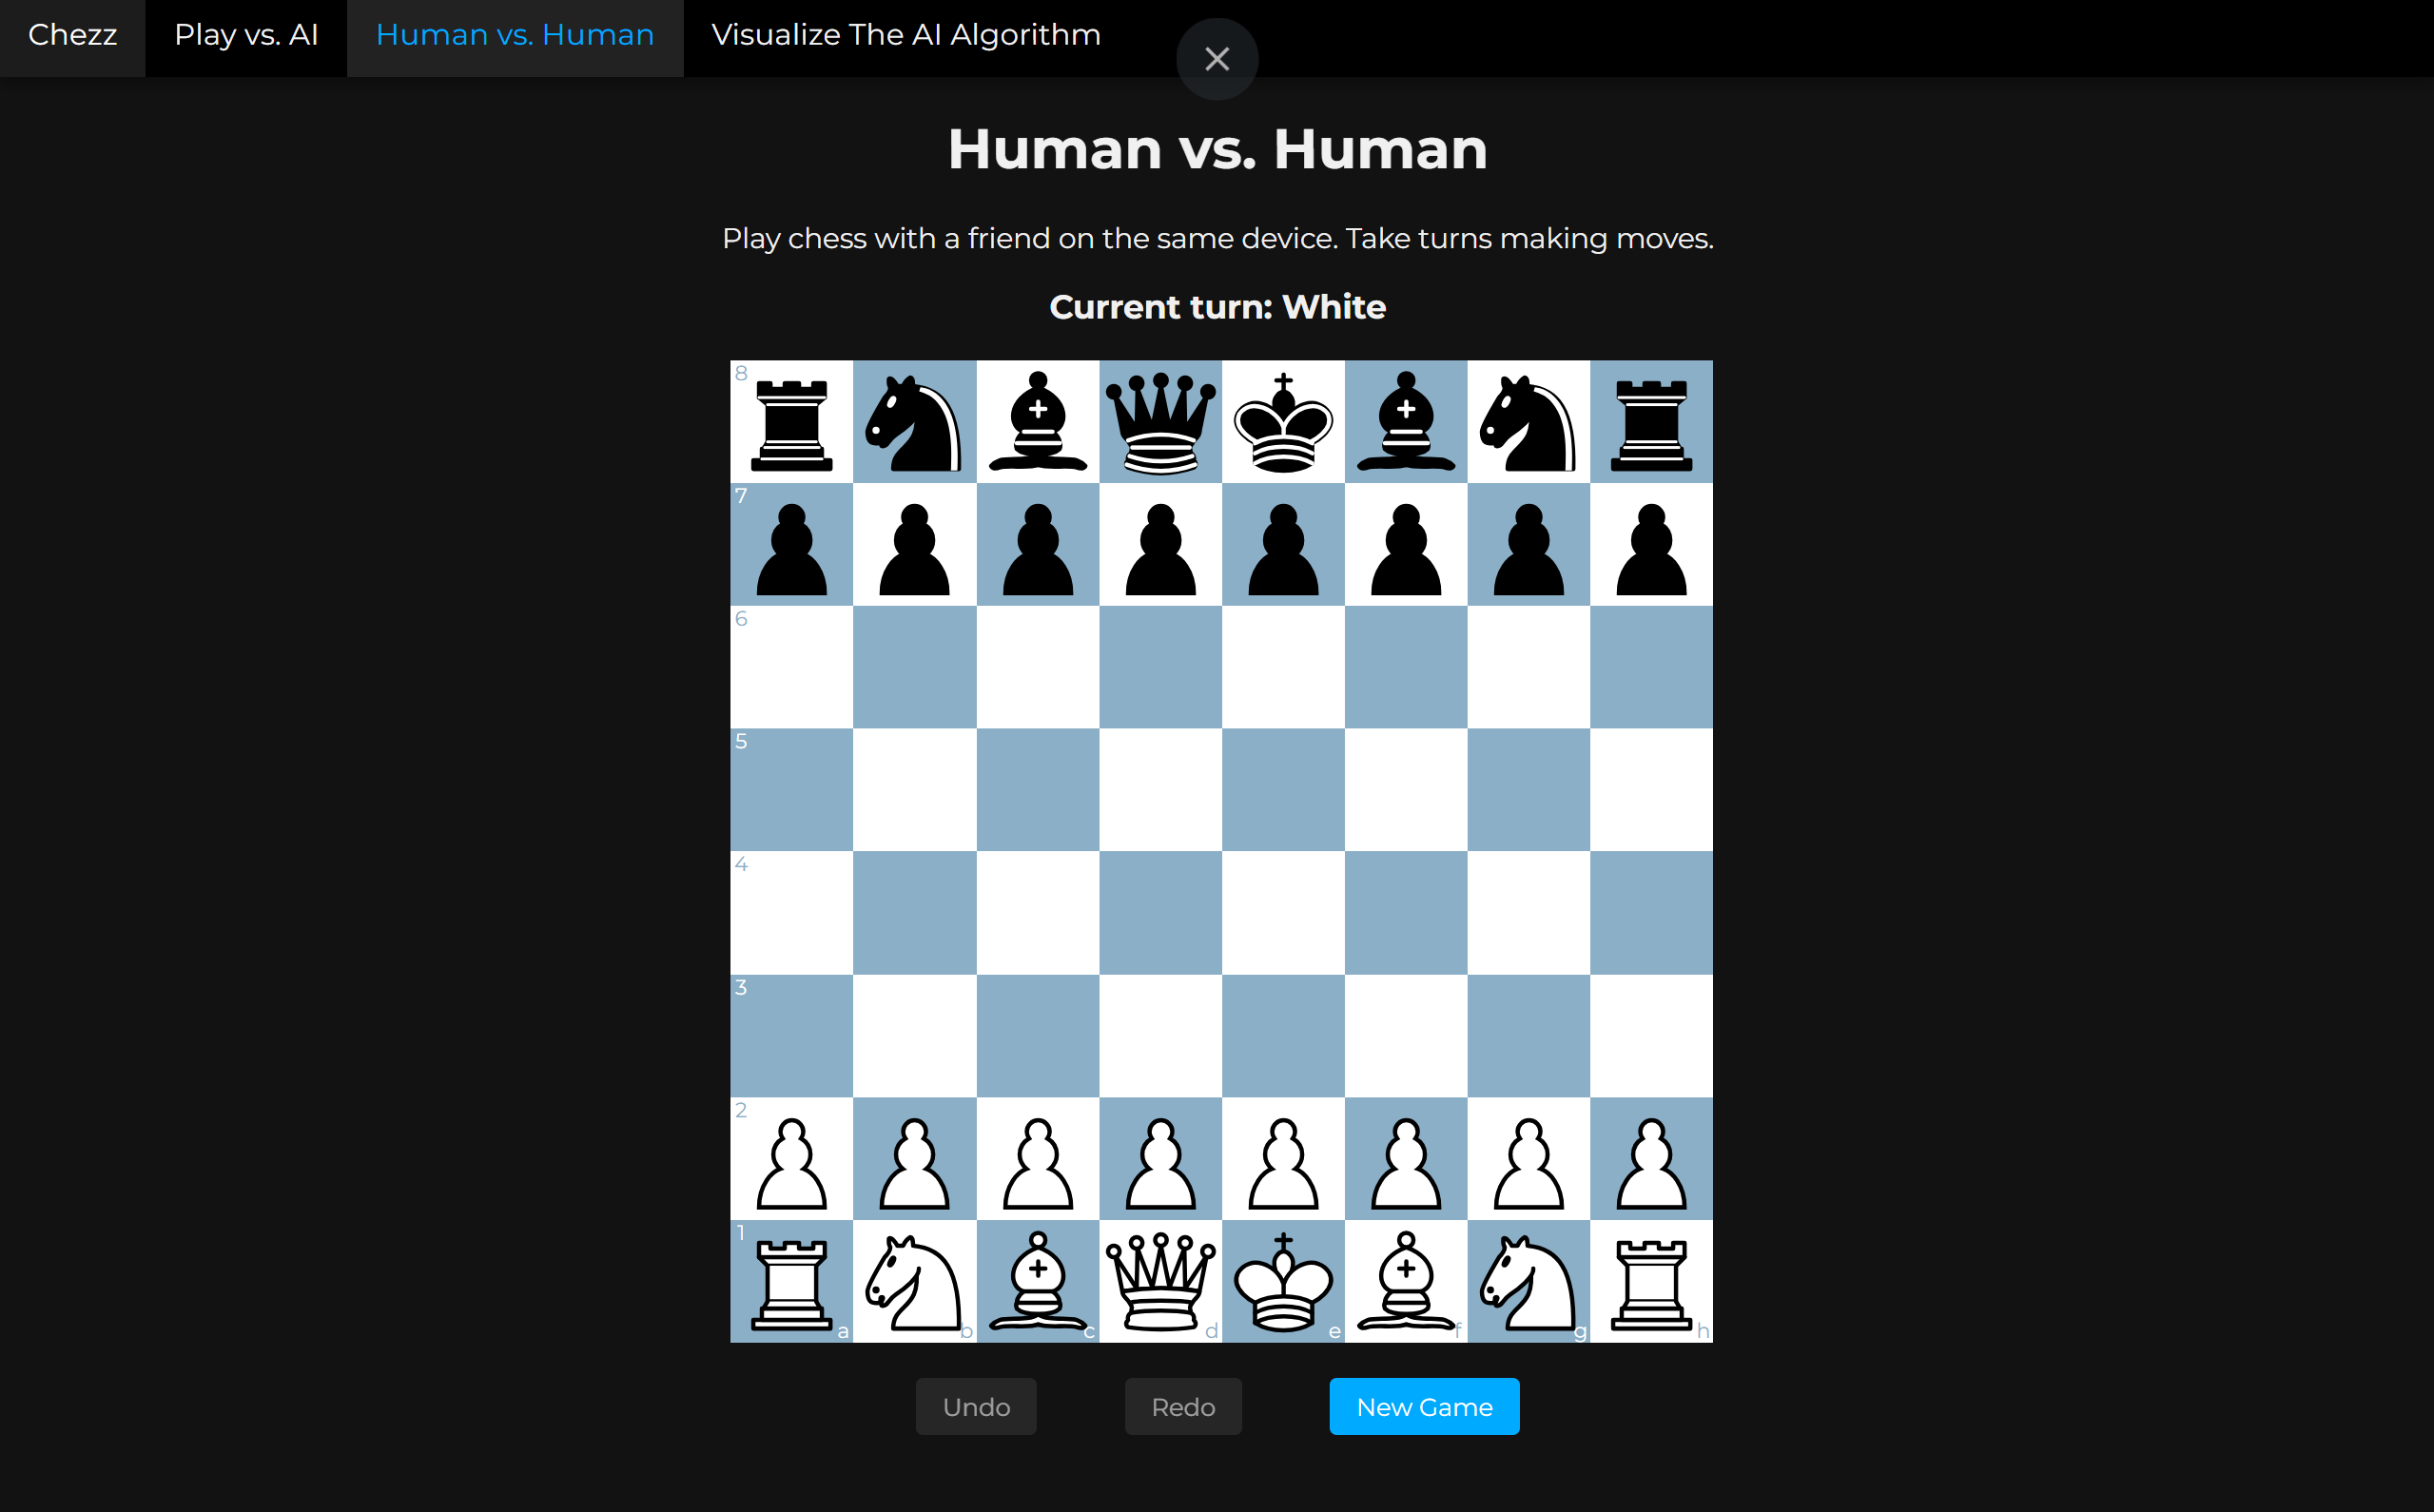 Chezz Play vs. AI Human vs. Human Visualize The AI Algorithm
Human vs. Human
Play chess with a friend on the same device. Take turns making moves.
Current turn: White
8
7
6
5
4
3
2
1
a b c d e f g h
Undo Redo New Game